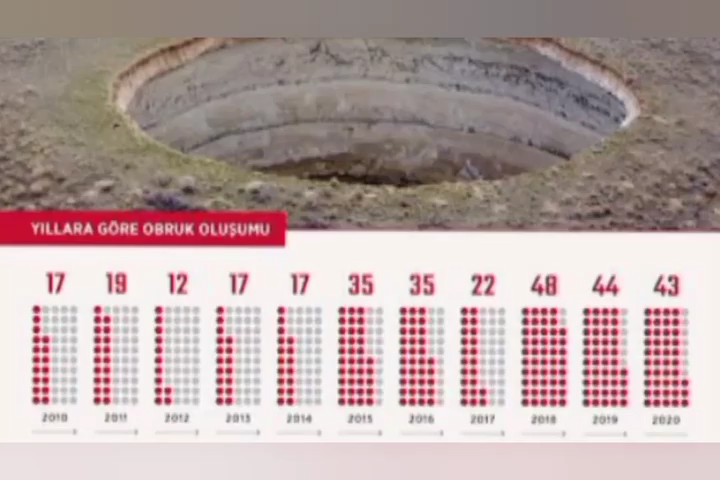 YILLARA GÖRE OBRUK OLUŞUMU
17 19 12 17 17 35 35 22 48 44 43
2010 2011 2012 2013 2014 2015 2016 2017 2018 2019 2020